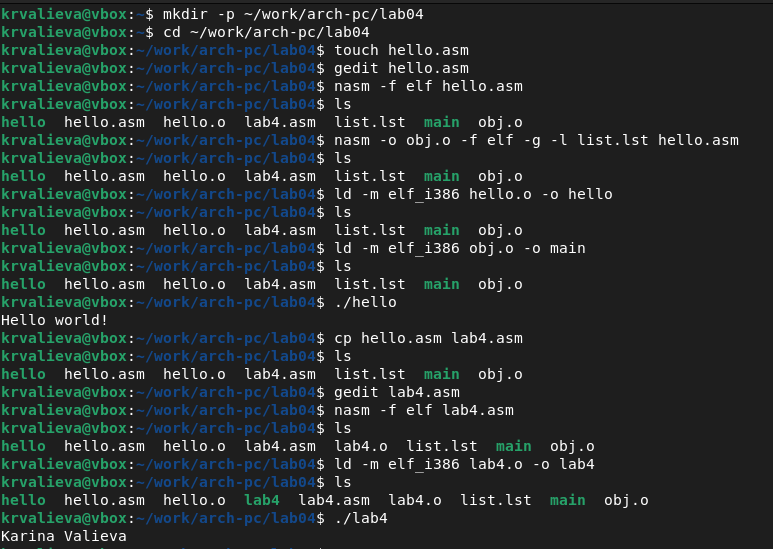 krvalieva@vbox:~$ mkdir -p ~/work/arch-pc/lab04
krvalieva@vbox:~$ cd ~/work/arch-pc/lab04
krvalieva@vbox:~/work/arch-pc/lab04$ touch hello.asm
krvalieva@vbox:~/work/arch-pc/lab04$ gedit hello.asm
krvalieva@vbox:~/work/arch-pc/lab04$ nasm -f elf hello.asm
krvalieva@vbox:~/work/arch-pc/lab04$ ls
hello  hello.asm  hello.o  lab4.asm  list.lst  main  obj.o
krvalieva@vbox:~/work/arch-pc/lab04$ nasm -o obj.o -f elf -g -l list.lst hello.asm
krvalieva@vbox:~/work/arch-pc/lab04$ ls
hello  hello.asm  hello.o  lab4.asm  list.lst  main  obj.o
krvalieva@vbox:~/work/arch-pc/lab04$ ld -m elf_i386 hello.o -o hello
krvalieva@vbox:~/work/arch-pc/lab04$ ls
hello  hello.asm  hello.o  lab4.asm  list.lst  main  obj.o
krvalieva@vbox:~/work/arch-pc/lab04$ ld -m elf_i386 obj.o -o main
krvalieva@vbox:~/work/arch-pc/lab04$ ls
hello  hello.asm  hello.o  lab4.asm  list.lst  main  obj.o
krvalieva@vbox:~/work/arch-pc/lab04$ ./hello
Hello world!
krvalieva@vbox:~/work/arch-pc/lab04$ cp hello.asm lab4.asm
krvalieva@vbox:~/work/arch-pc/lab04$ ls
hello  hello.asm  hello.o  lab4.asm  list.lst  main  obj.o
krvalieva@vbox:~/work/arch-pc/lab04$ gedit lab4.asm
krvalieva@vbox:~/work/arch-pc/lab04$ nasm -f elf lab4.asm
krvalieva@vbox:~/work/arch-pc/lab04$ ls
hello  hello.asm  hello.o  lab4.asm  lab4.o  list.lst  main  obj.o
krvalieva@vbox:~/work/arch-pc/lab04$ ld -m elf_i386 lab4.o -o lab4
krvalieva@vbox:~/work/arch-pc/lab04$ ls
hello  hello.asm  hello.o  lab4  lab4.asm  lab4.o  list.lst  main  obj.o
krvalieva@vbox:~/work/arch-pc/lab04$ ./lab4
Karina Valieva